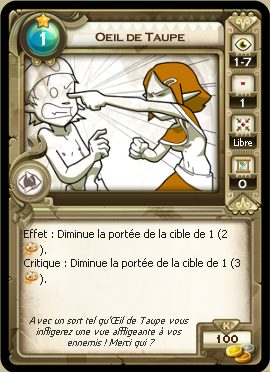 1
OEIL DE TAUPE
1-7
1
Libre
0
Effet : Diminue la portée de la cible de 1 (2
).
Critique : Diminue la portée de la cible de 1 (3
).
Avec un sort tel qu'Œil de Taupe vous
infligerez une vue affligeante à vos
ennemis ! Merci qui ?
K
100